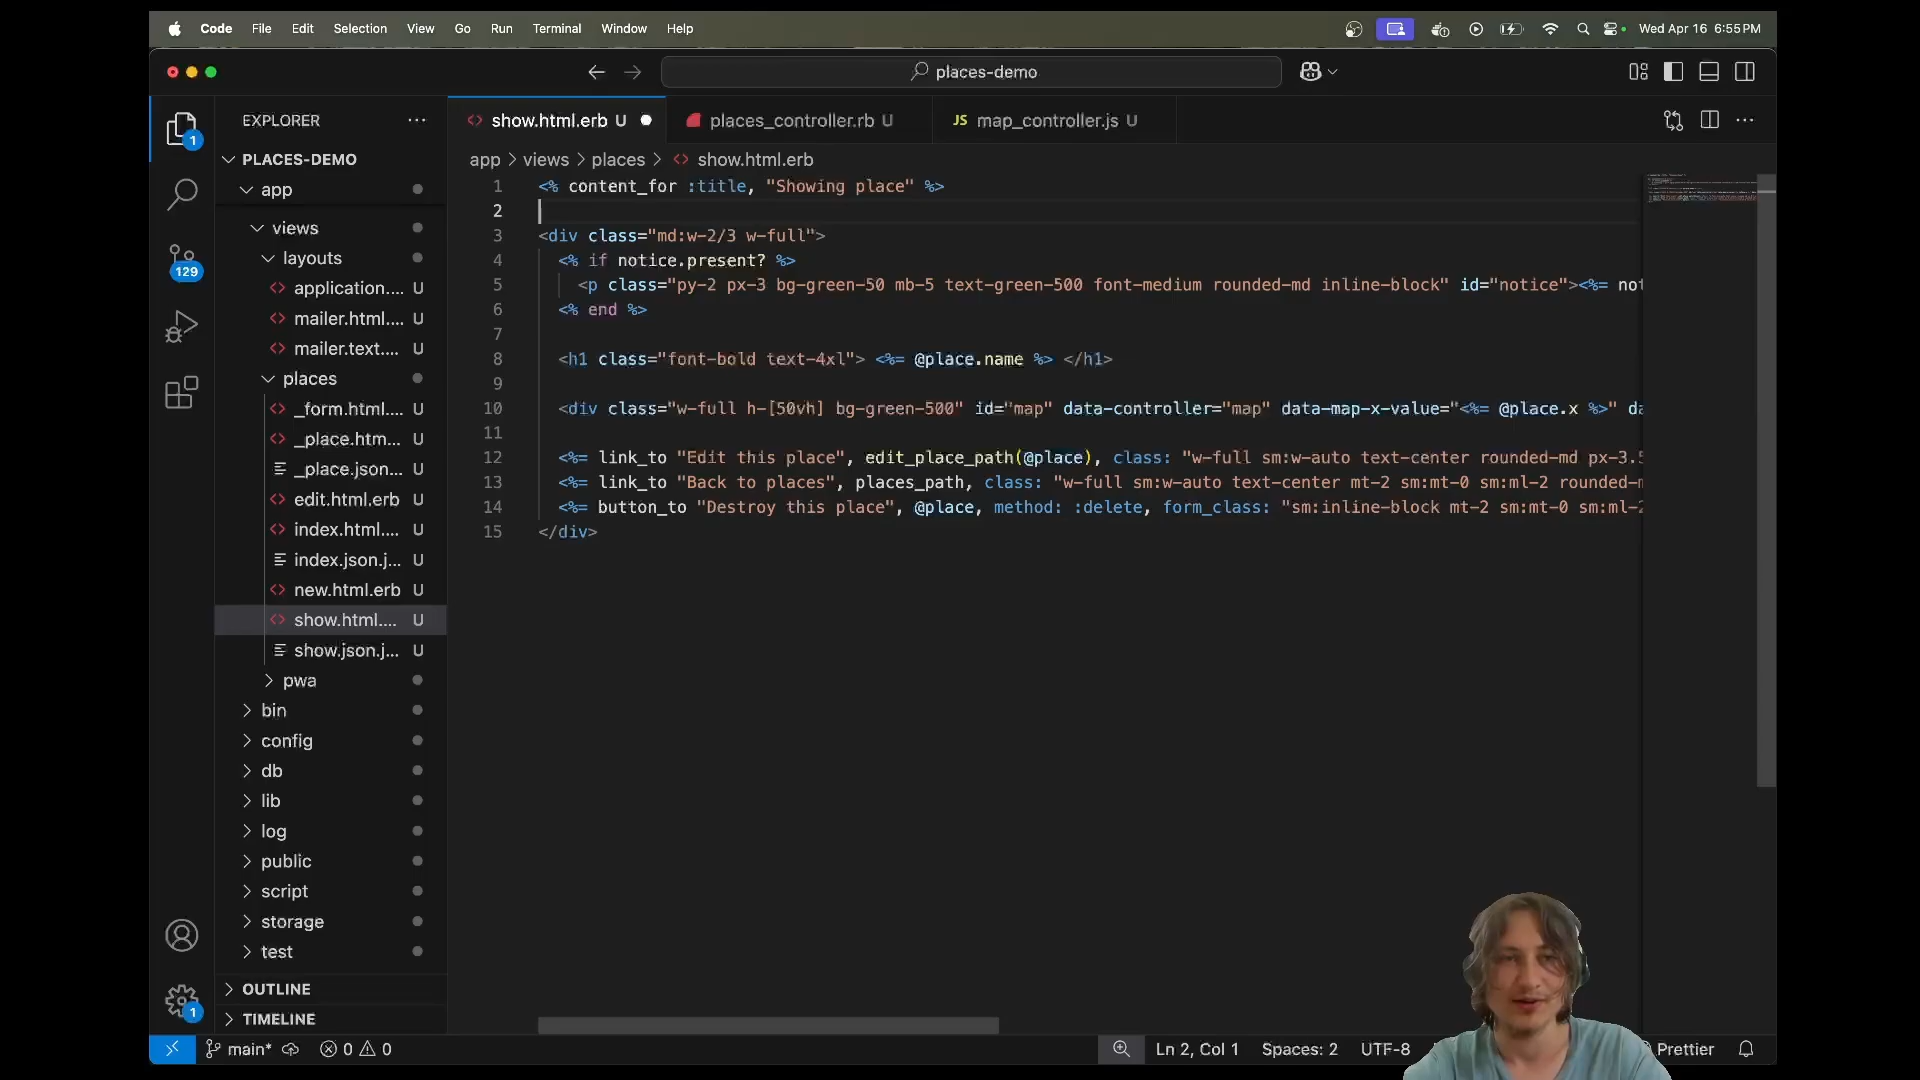 Code File Edit Selection View Go Run Terminal Window Help Wed Apr 16 6:55 PM
places-demo
EXPLORER
show.html.erb U
places_controller.rb U
JS map_controller.js U
PLACES-DEMO
app > views > places > show.html.erb
app
views
layouts
application.... U
mailer.html.... U
mailer.text.... U
places
_form.html.... U
_place.htm... U
_place.json... U
edit.html.erb U
index.html.... U
index.json.j... U
new.html.erb U
show.html.... U
show.json.j... U
pwa
bin
config
db
lib
log
public
script
storage
test
OUTLINE
TIMELINE
1
129
1
1 <% content_for :title, "Showing place" %>
2
3 <div class="md:w-2/3 w-full">
4 <% if notice.present? %>
5 <p class="py-2 px-3 bg-green-50 mb-5 text-green-500 font-medium rounded-md inline-block" id="notice"><%= not
6 <% end %>
7
8 <h1 class="font-bold text-4xl"> <%= @place.name %> </h1>
9
10 <div class="w-full h-[50vh] bg-green-500" id="map" data-controller="map" data-map-x-value="<%= @place.x %>" da
11
12 <%= link_to "Edit this place", edit_place_path(@place), class: "w-full sm:w-auto text-center rounded-md px-3.5
13 <%= link_to "Back to places", places_path, class: "w-full sm:w-auto text-center mt-2 sm:mt-0 sm:ml-2 rounded-m
14 <%= button_to "Destroy this place", @place, method: :delete, form_class: "sm:inline-block mt-2 sm:mt-0 sm:ml-2
15 </div>
main* 0 0 Ln 2, Col 1 Spaces: 2 UTF-8 Prettier